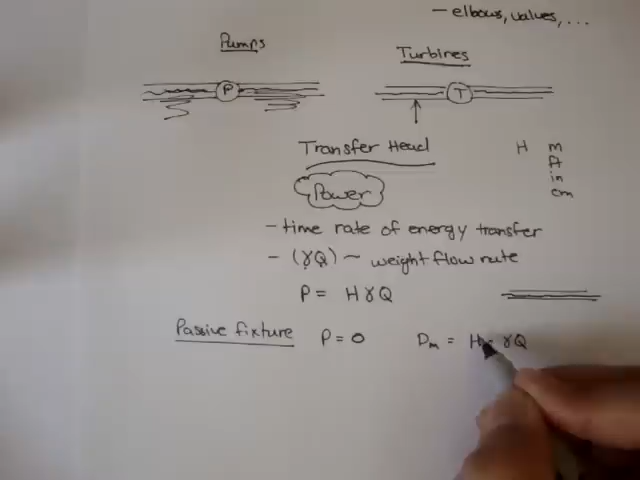 - elbows, valves, ...
Pumps
Turbines
P
T
Transfer Head
H m
ft
in
cm
Power
- time rate of energy transfer
- (γQ) ~ weight flow rate
P = HγQ
Passive fixture P = 0
= γQ